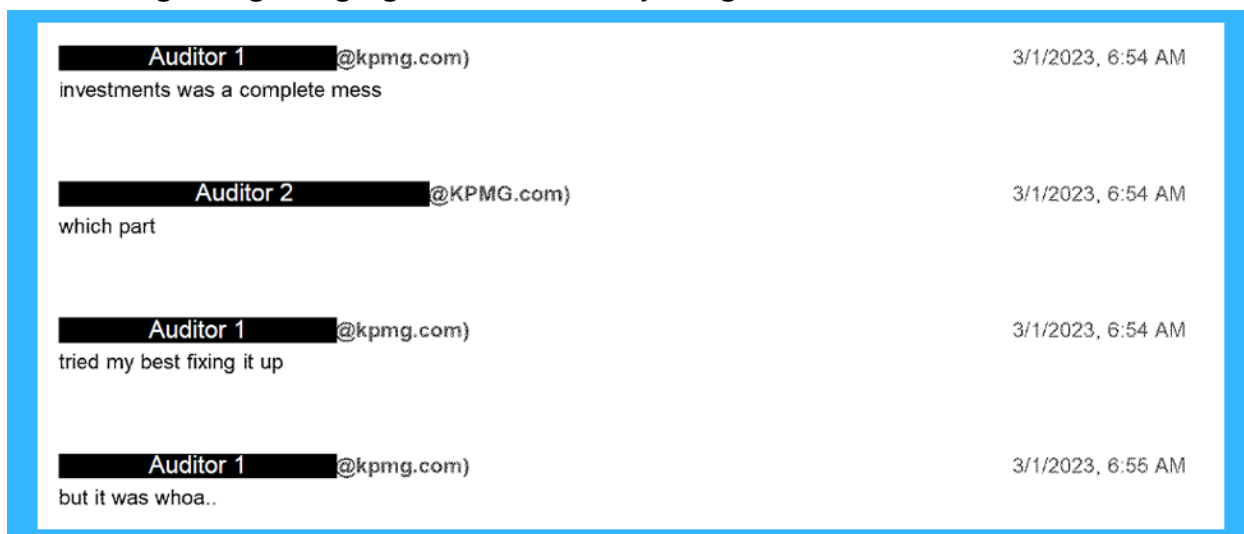 Auditor 1 @kpmg.com) 3/1/2023, 6:54 AM
investments was a complete mess
Auditor 2 @KPMG.com) 3/1/2023, 6:54 AM
which part
Auditor 1 @kpmg.com) 3/1/2023, 6:54 AM
tried my best fixing it up
Auditor 1 @kpmg.com) 3/1/2023, 6:55 AM
but it was whoa..